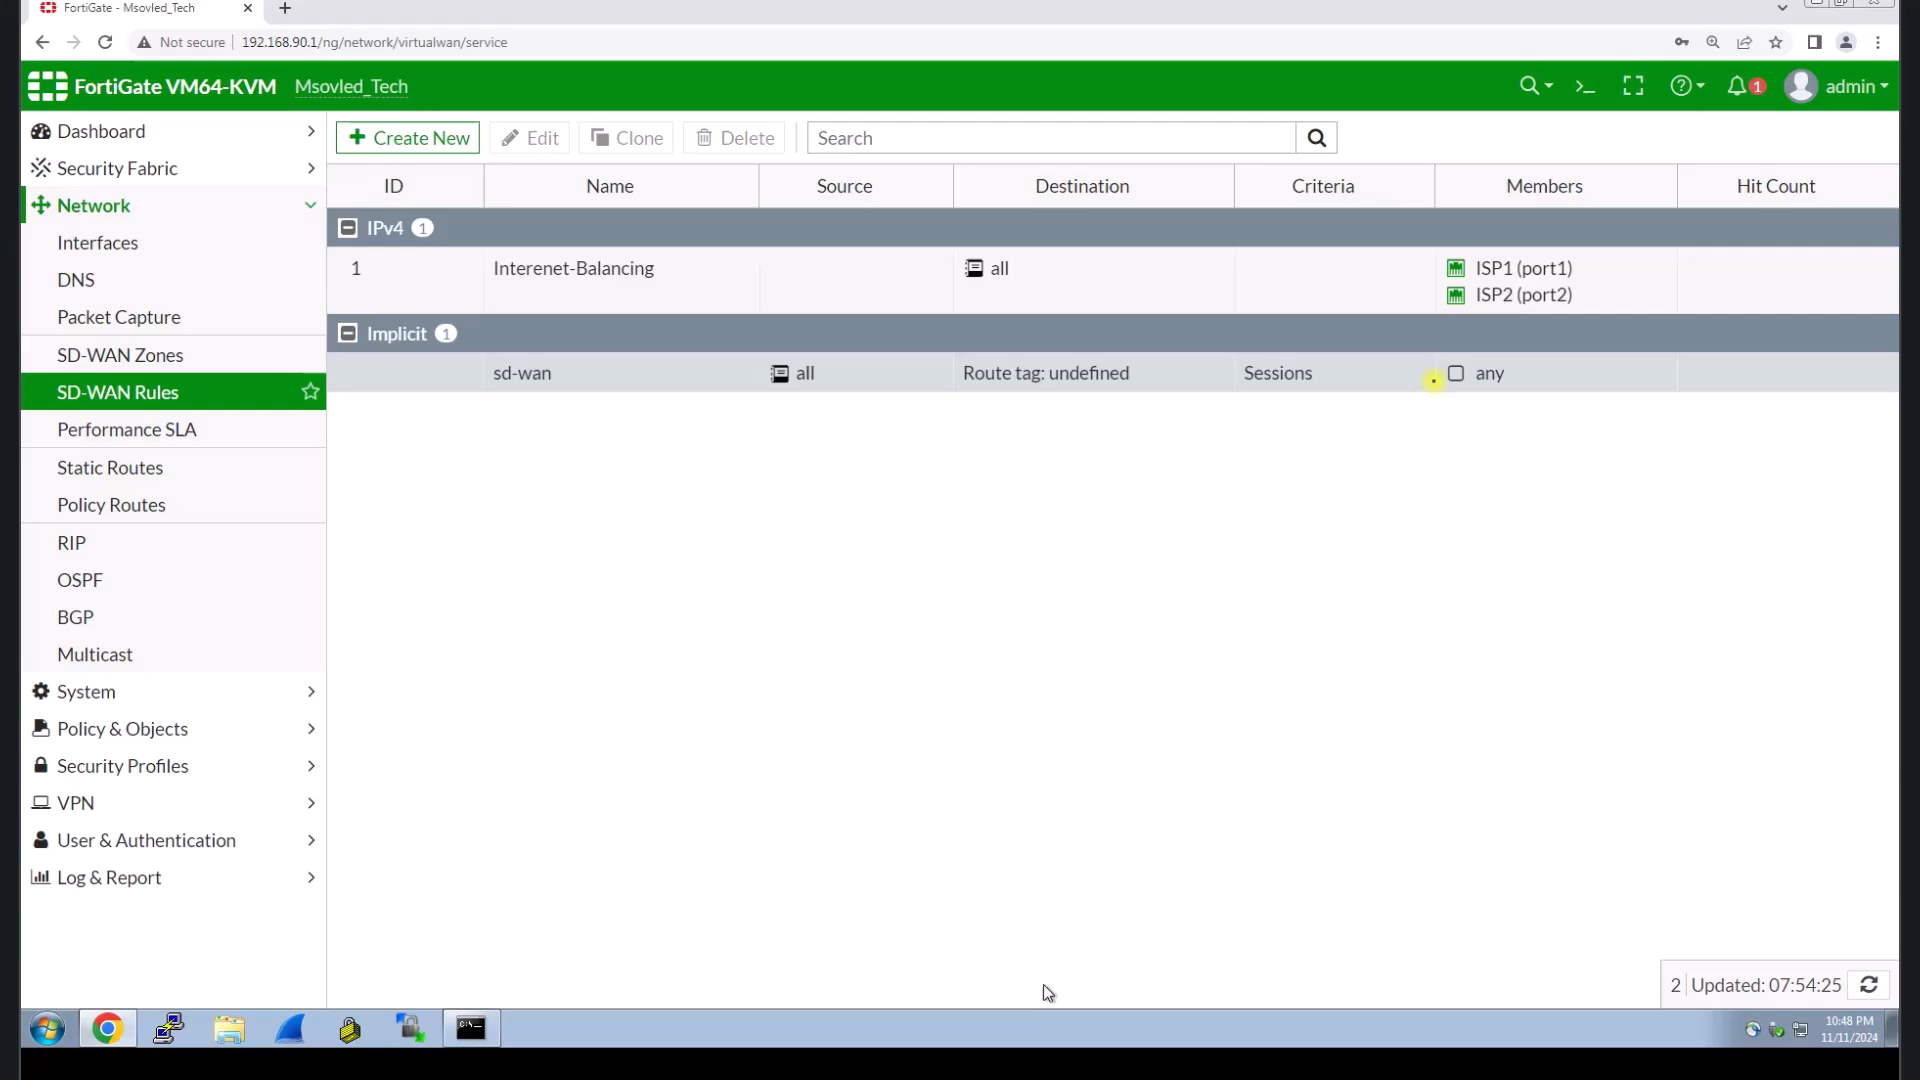 FortiGate - Msovled_Tech
Not secure
192.168.90.1/ng/network/virtualwan/service
FortiGate VM64-KVM
Msovled_Tech
1
admin
Dashboard
Security Fabric
Network
Interfaces
DNS
Packet Capture
SD-WAN Zones
SD-WAN Rules
Performance SLA
Static Routes
Policy Routes
RIP
OSPF
BGP
Multicast
System
Policy & Objects
Security Profiles
VPN
User & Authentication
Log & Report
Create New
Edit
Clone
Delete
Search
ID Name Source Destination Criteria Members Hit Count
IPv4 1
1 Interenet-Balancing all ISP1 (port1)
ISP2 (port2)
Implicit 1
sd-wan all Route tag: undefined Sessions any
2 Updated: 07:54:25
10:48 PM
11/11/2024